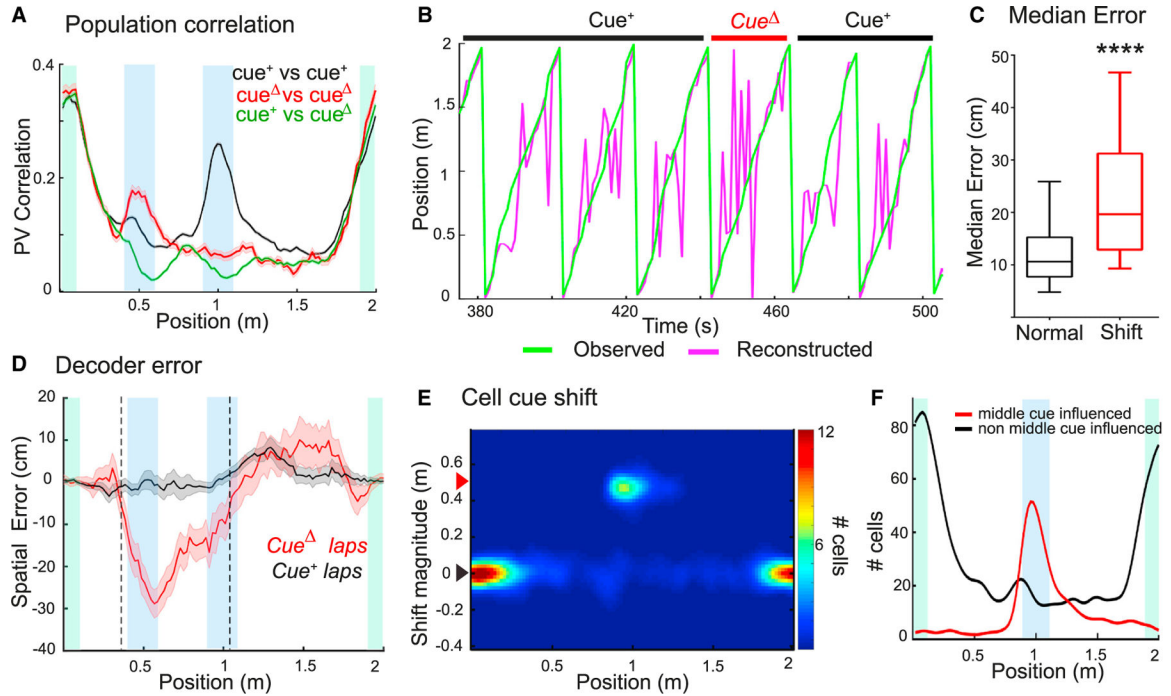 A Population correlation
0.4
0.2
0
PV Correlation
cue⁺ vs cue⁺
cue^Δ vs cue^Δ
cue⁺ vs cue^Δ
0.5 1 1.5 2
Position (m)
B
Cue⁺ Cue^Δ Cue⁺
2
1.5
1
0.5
0
Position (m)
380 420 460 500
Time (s)
Observed Reconstructed
C Median Error
****
50
40
30
20
10
Median Error (cm)
Normal Shift
D Decoder error
20
10
0
-10
-20
-30
-40
Spatial Error (cm)
Cue^Δ laps
Cue⁺ laps
0.5 1 1.5 2
Position (m)
E Cell cue shift
0.6
0.4
0.2
0
-0.2
-0.4
Shift magnitude (m)
0.5 1 1.5 2
Position (m)
12
6
0
# cells
F
middle cue influenced
non middle cue influenced
80
60
40
20
0
# cells
0.5 1 1.5 2
Position (m)